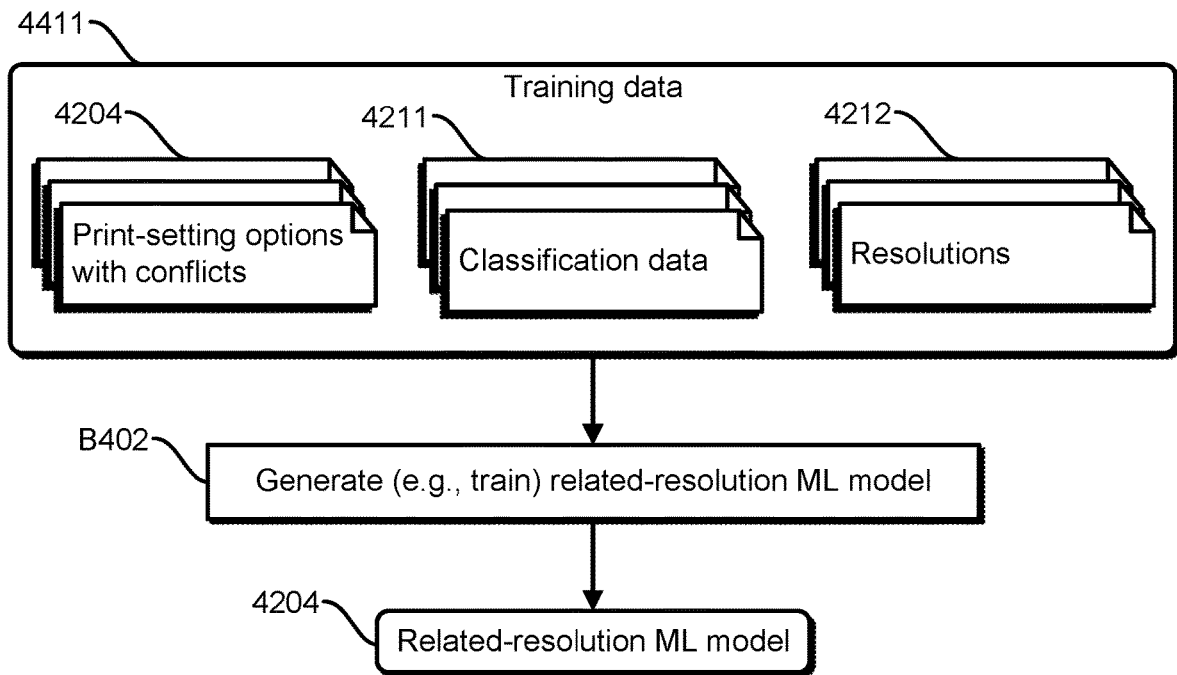 4411
Training data
4204
4211
4212
Print-setting options
with conflicts
Classification data
Resolutions
B402
Generate (e.g., train) related-resolution ML model
4204
Related-resolution ML model